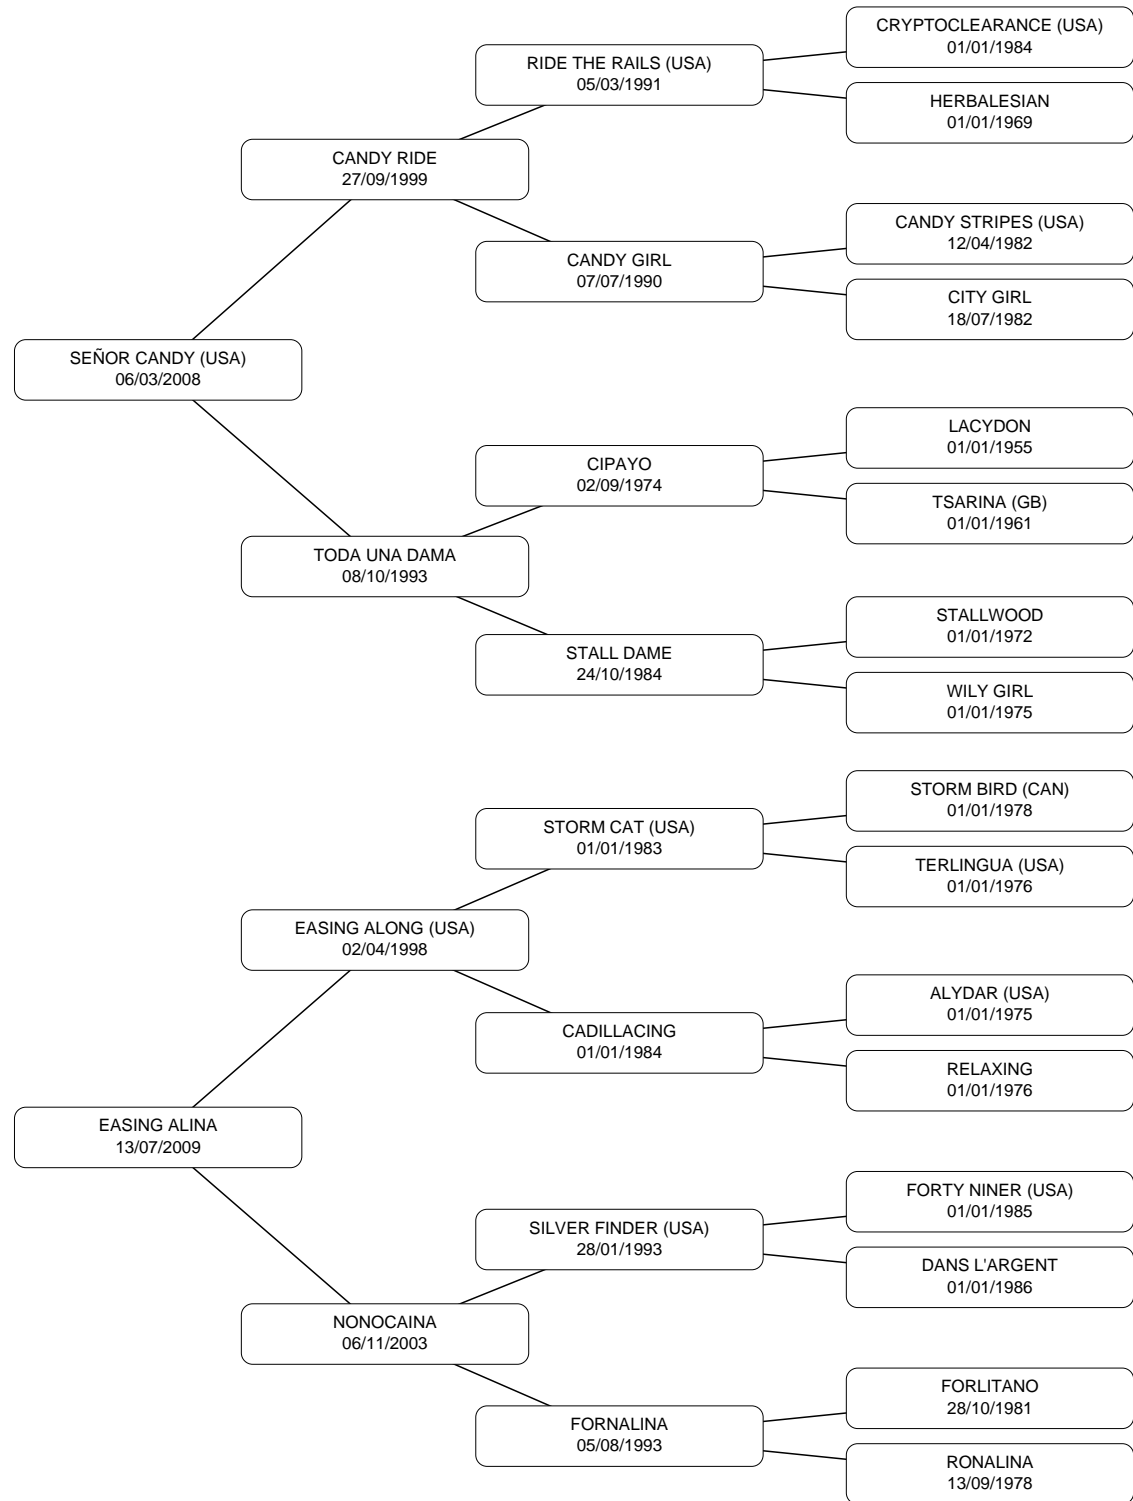 CRYPTOCLEARANCE (USA)
01/01/1984
RIDE THE RAILS (USA)
05/03/1991
HERBALESIAN
01/01/1969
CANDY RIDE
27/09/1999
CANDY STRIPES (USA)
12/04/1982
CANDY GIRL
07/07/1990
CITY GIRL
18/07/1982
SEÑOR CANDY (USA)
06/03/2008
LACYDON
01/01/1955
CIPAYO
02/09/1974
TSARINA (GB)
01/01/1961
TODA UNA DAMA
08/10/1993
STALLWOOD
01/01/1972
STALL DAME
24/10/1984
WILY GIRL
01/01/1975
STORM BIRD (CAN)
01/01/1978
STORM CAT (USA)
01/01/1983
TERLINGUA (USA)
01/01/1976
EASING ALONG (USA)
02/04/1998
ALYDAR (USA)
01/01/1975
CADILLACING
01/01/1984
RELAXING
01/01/1976
EASING ALINA
13/07/2009
FORTY NINER (USA)
01/01/1985
SILVER FINDER (USA)
28/01/1993
DANS L'ARGENT
01/01/1986
NONOCAINA
06/11/2003
FORLITANO
28/10/1981
FORNALINA
05/08/1993
RONALINA
13/09/1978